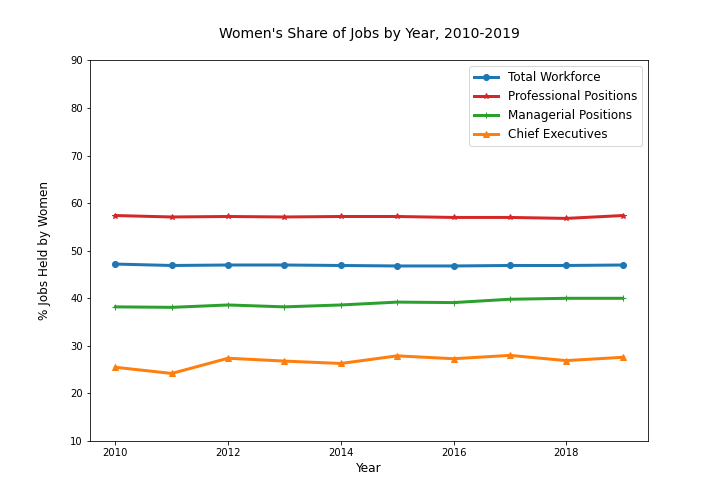 Women's Share of Jobs by Year, 2010-2019
90
80
70
60
50
40
30
20
10
% Jobs Held by Women
Total Workforce
Professional Positions
Managerial Positions
Chief Executives
2010 2012 2014 2016 2018
Year